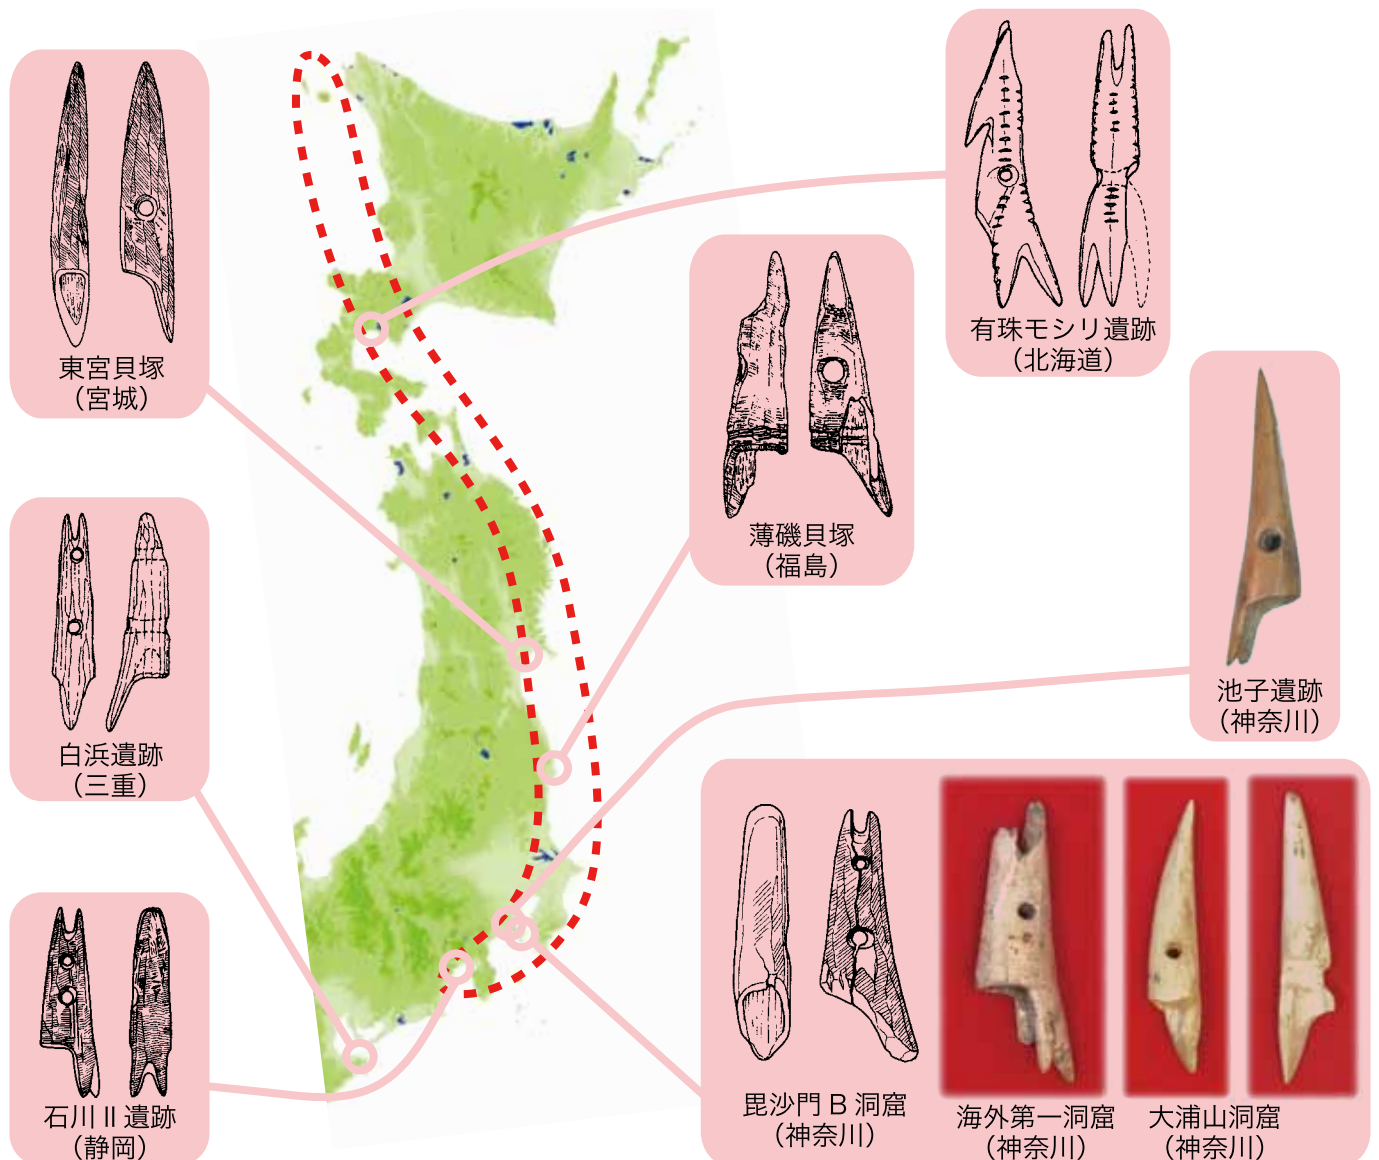 東宮貝塚
（宮城）
有珠モシリ遺跡
（北海道）
薄磯貝塚
（福島）
池子遺跡
（神奈川）
白浜遺跡
（三重）
石川Ⅱ遺跡
（静岡）
毘沙門 B 洞窟
（神奈川）
海外第一洞窟
（神奈川）
大浦山洞窟
（神奈川）